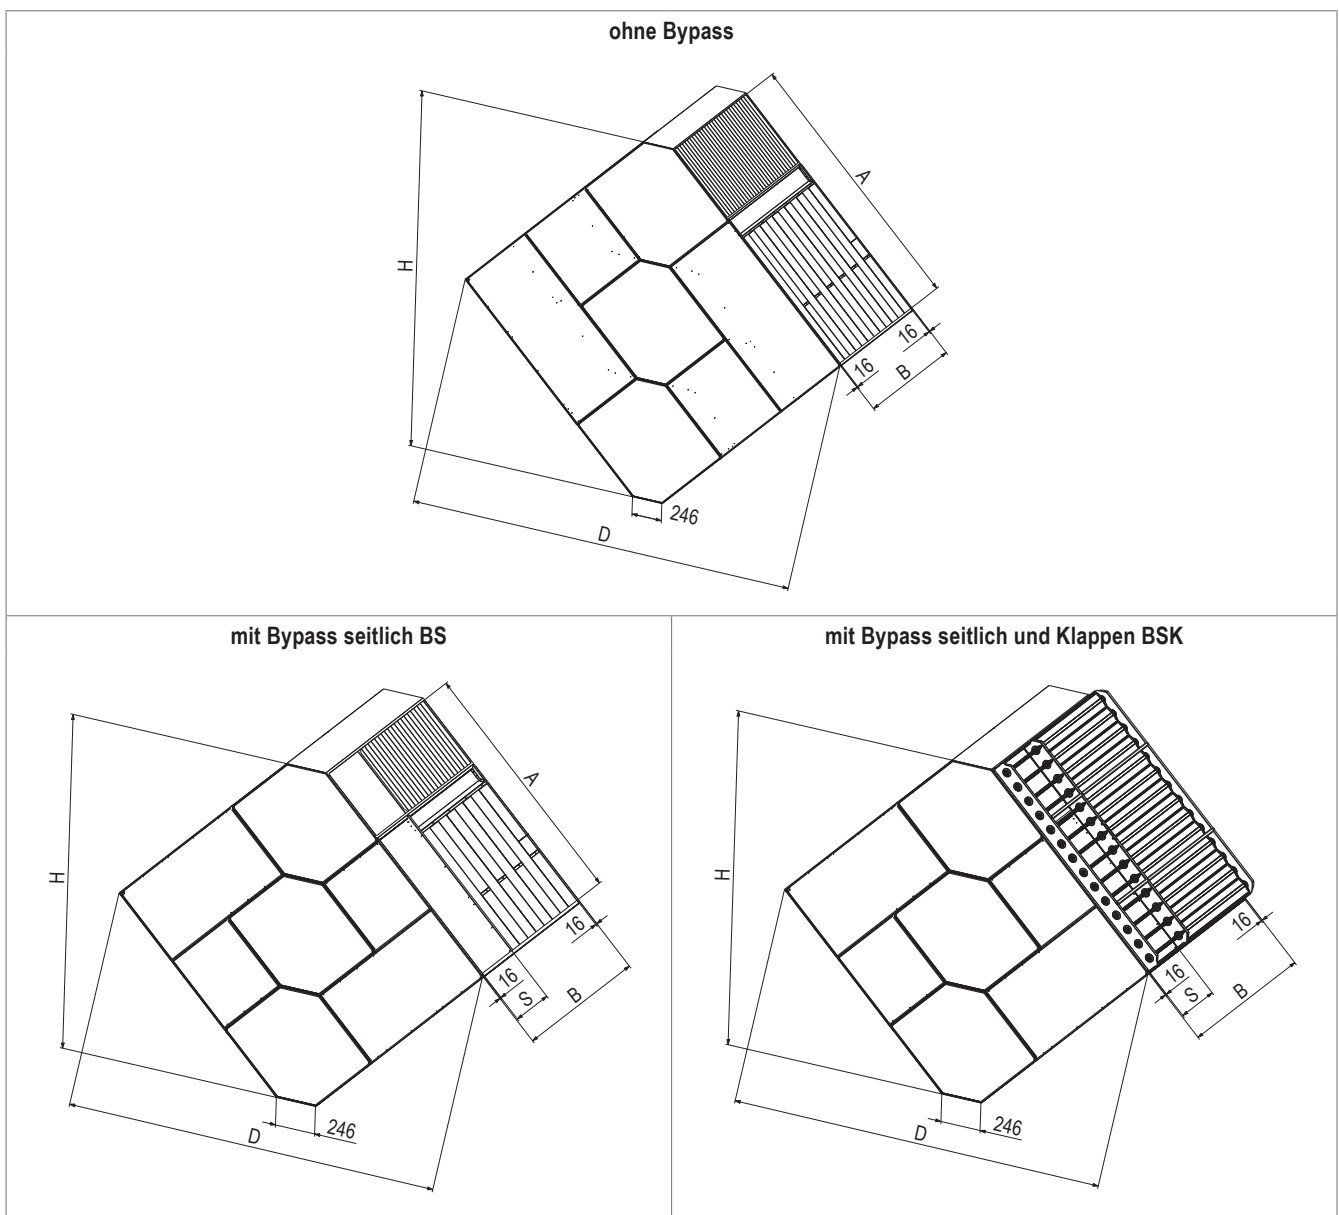 ohne Bypass
H
A
16
16
B
246
D
mit Bypass seitlich BS
H
A
16
16
S
B
246
D
mit Bypass seitlich und Klappen BSK
H
16
16
S
B
246
D